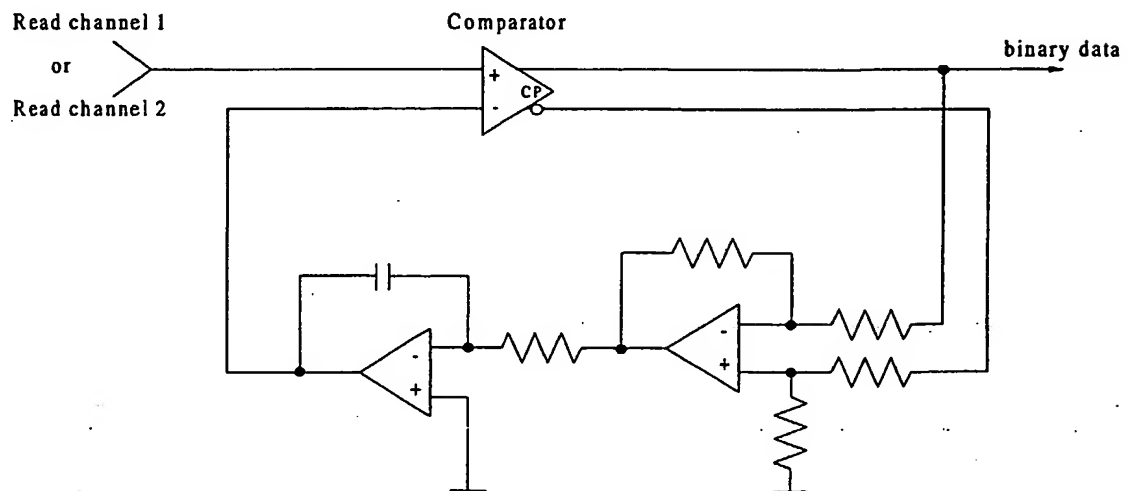 Read channel 1
Comparator
or
binary data
Read channel 2
+
CP
-
-
-
+
+